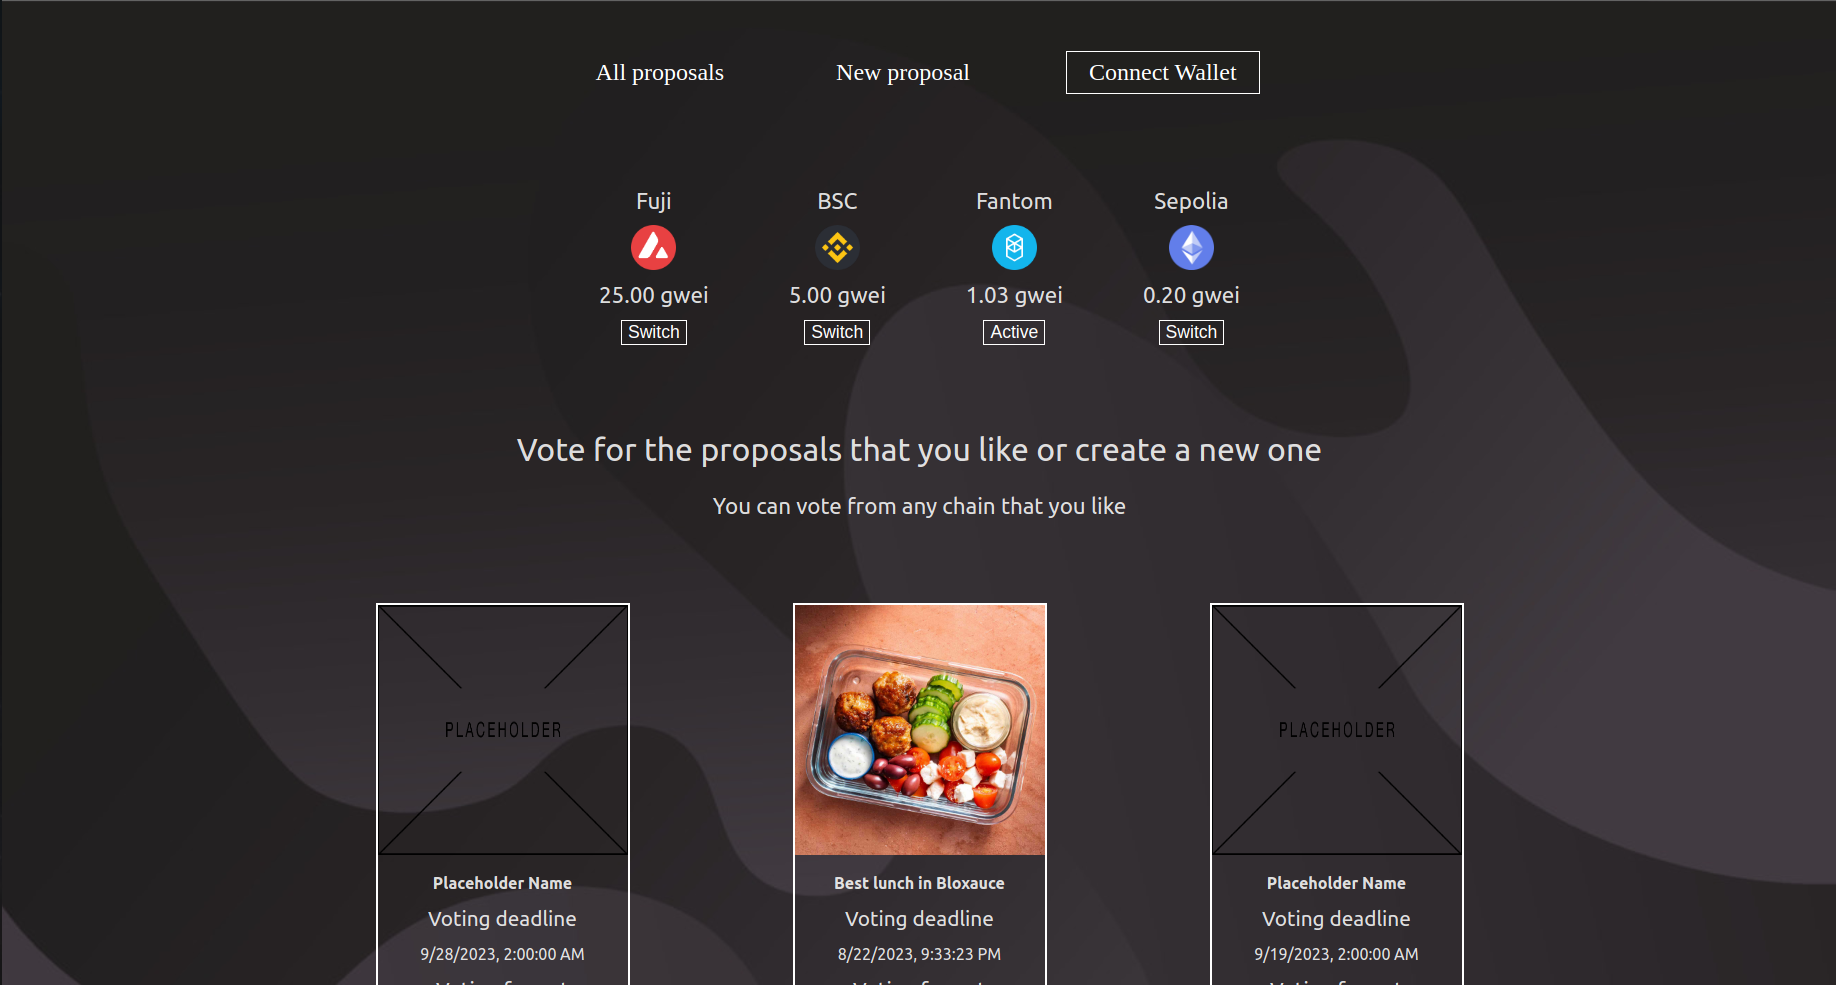 All proposals New proposal Connect Wallet
Fuji BSC Fantom Sepolia
25.00 gwei 5.00 gwei 1.03 gwei 0.20 gwei
Switch Switch Active Switch
Vote for the proposals that you like or create a new one
You can vote from any chain that you like
PLACEHOLDER PLACEHOLDER
Placeholder Name Best lunch in Bloxauce Placeholder Name
Voting deadline Voting deadline Voting deadline
9/28/2023, 2:00:00 AM 8/22/2023, 9:33:23 PM 9/19/2023, 2:00:00 AM